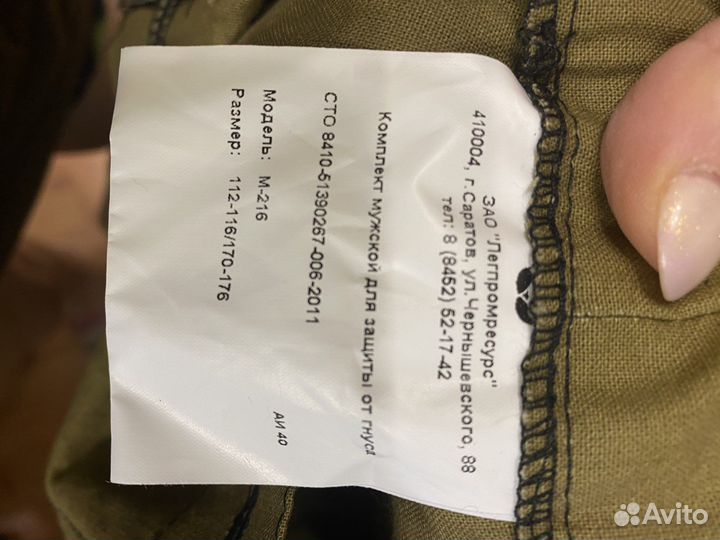 ЗАО "Легпромресурс"
410004, г.Саратов, ул.Чернышевского, 88
тел: 8 (8452) 52-17-42
Комплект мужской для защиты от гнуса
СТО 8410-51390267-006-2011
Модель: М-216
Размер: 112-116/170-176
АИ 40
Avito